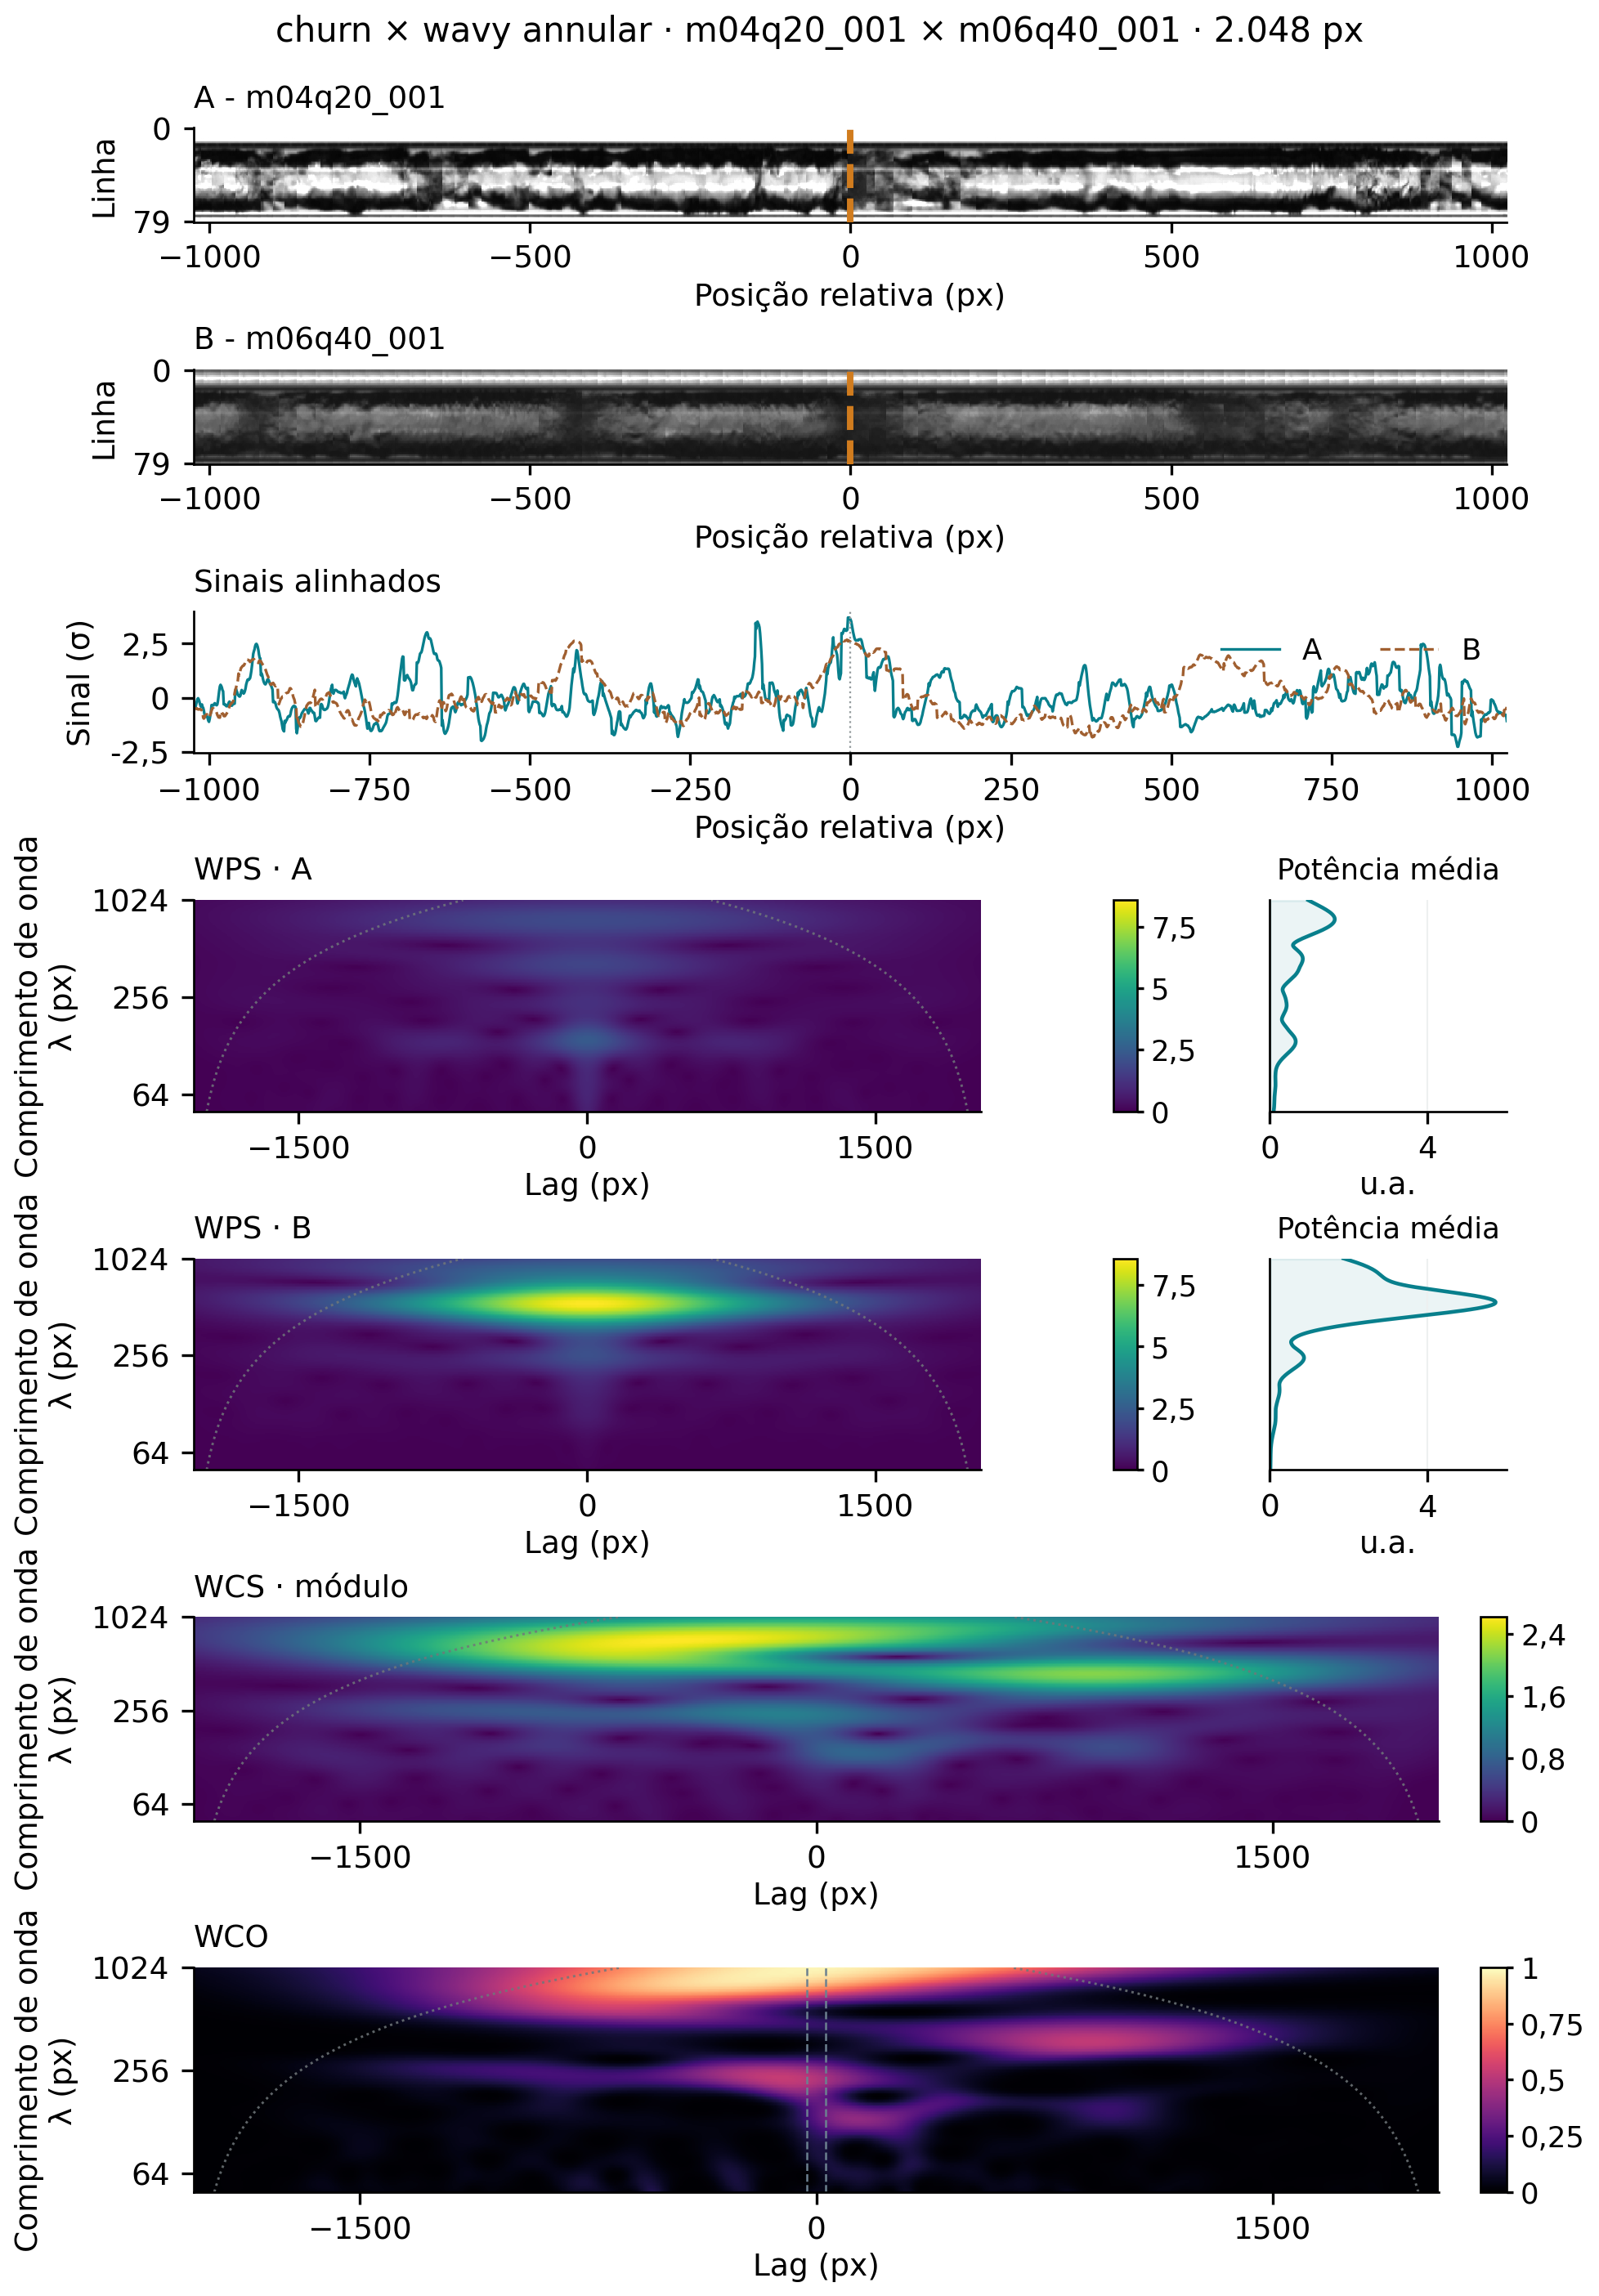 churn × wavy annular · m04q20_001 × m06q40_001 · 2.048 px
A - m04q20_001
Linha
0
79
−1000 −500 0 500 1000
Posição relativa (px)
B - m06q40_001
Linha
0
79
−1000 −500 0 500 1000
Posição relativa (px)
Sinais alinhados
Sinal (σ)
2,5
0
-2,5
A B
−1000 −750 −500 −250 0 250 500 750 1000
Posição relativa (px)
WPS · A
Comprimento de onda
λ (px)
1024
256
64
−1500 0 1500
Lag (px)
7,5
5
2,5
0
Potência média
0 4
u.a.
WPS · B
Comprimento de onda
λ (px)
1024
256
64
−1500 0 1500
Lag (px)
7,5
5
2,5
0
Potência média
0 4
u.a.
WCS · módulo
Comprimento de onda
λ (px)
1024
256
64
−1500 0 1500
Lag (px)
2,4
1,6
0,8
0
WCO
Comprimento de onda
λ (px)
1024
256
64
−1500 0 1500
Lag (px)
1
0,75
0,5
0,25
0